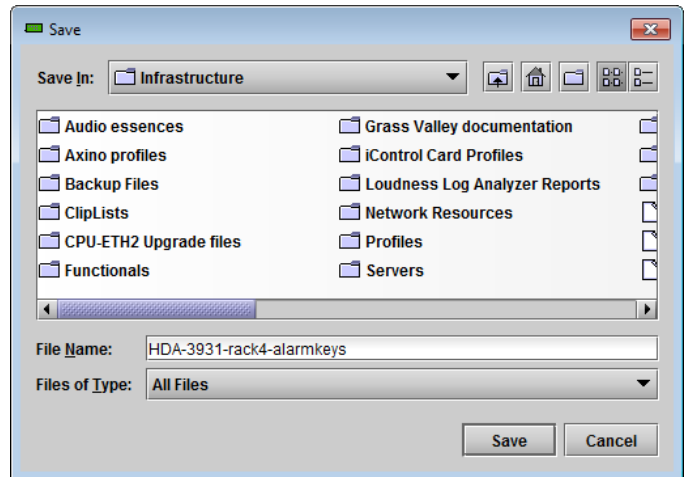 Save
Save In: Infrastructure
Audio essences
Axino profiles
Backup Files
ClipLists
CPU-ETH2 Upgrade files
Functionals
Grass Valley documentation
iControl Card Profiles
Loudness Log Analyzer Reports
Network Resources
Profiles
Servers
File Name: HDA-3931-rack4-alarmkeys
Files of Type: All Files
Save Cancel